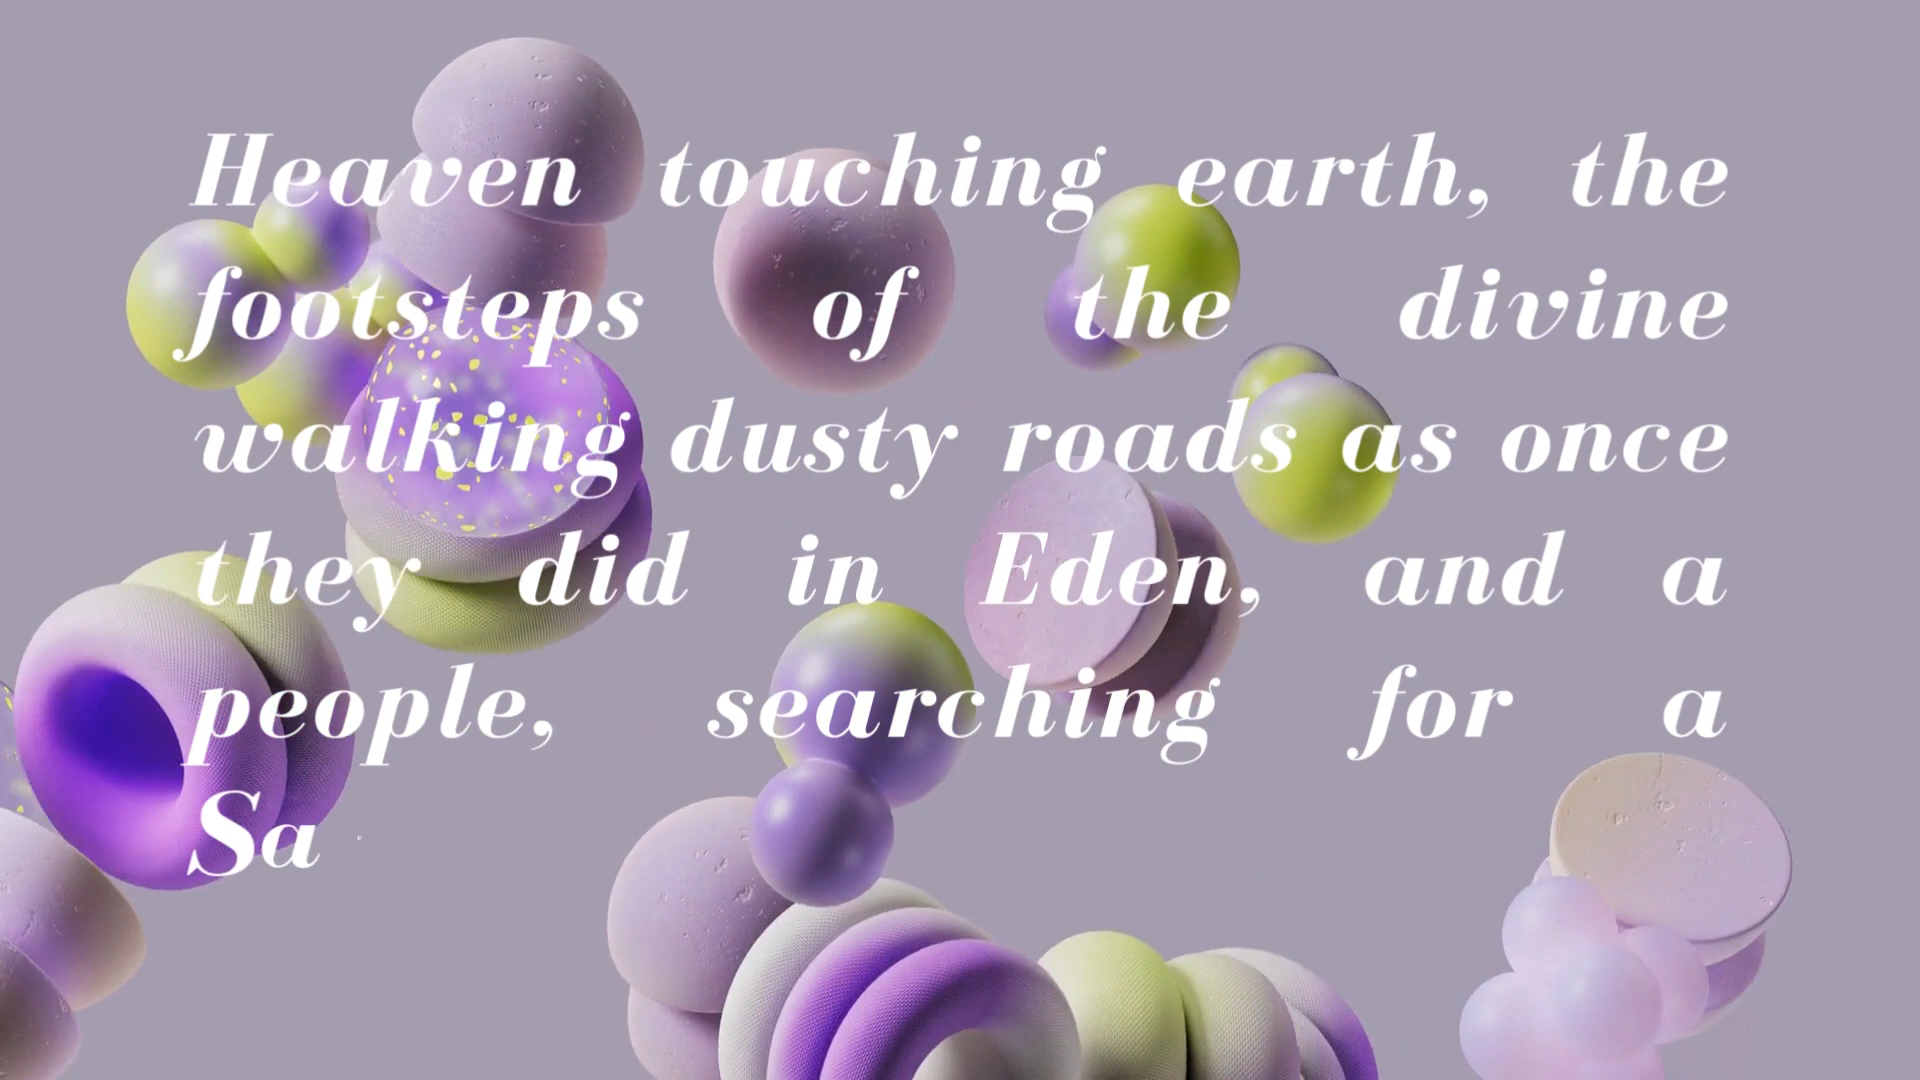 Heaven touching earth, the
footsteps of the divine
walking dusty roads as once
they did in Eden, and a
people, searching for a
Sa